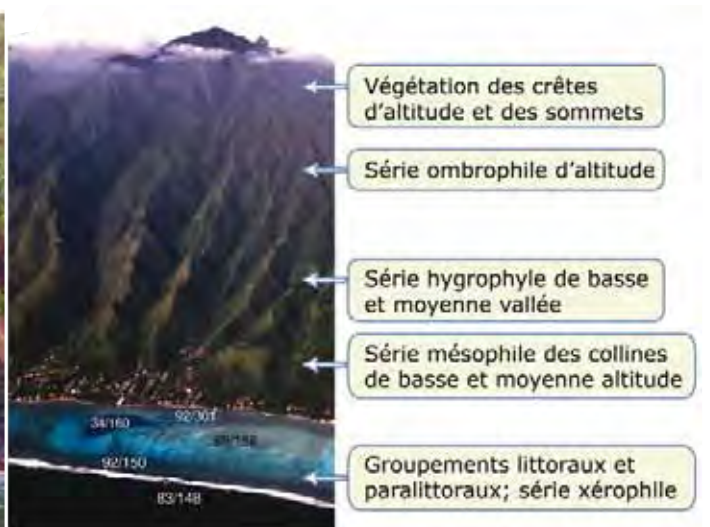 Végétation des crêtes
d'altitude et des sommets
Série ombrophile d'altitude
Série hygrophyle de basse
et moyenne vallée
Série mésophile des collines
de basse et moyenne altitude
34/160
92/301
92/150
83/148
Groupements littoraux et
paralittoraux; série xérophile